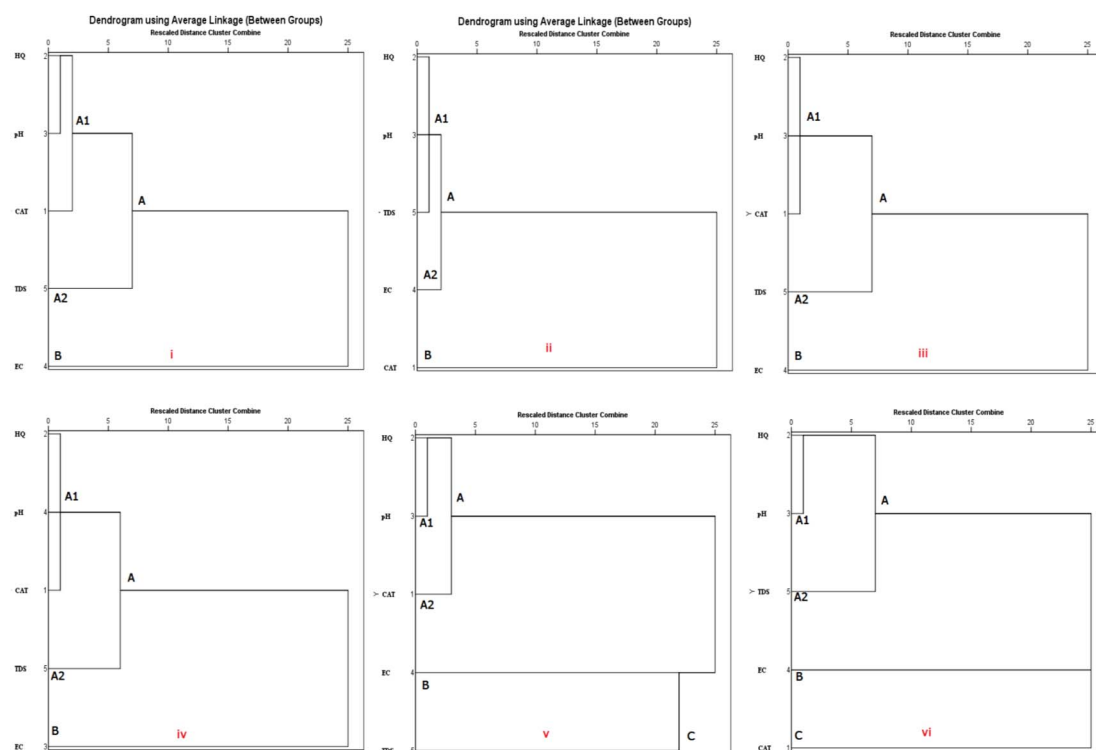 Dendrogram using Average Linkage (Between Groups)
Rescaled Distance Cluster Combine
0 5 10 15 20 25
HQ 2
A1
pH 3
A
CAT 1
TDS 5
A2
B
i
EC 4
Dendrogram using Average Linkage (Between Groups)
Rescaled Distance Cluster Combine
0 5 10 15 20 25
HQ 2
A1
pH 3
A
TDS 5
A2
EC 4
B
ii
CAT 1
Rescaled Distance Cluster Combine
0 5 10 15 20 25
HQ 2
A1
pH 3
A
Y CAT 1
A2
TDS 5
B
iii
EC 4
Rescaled Distance Cluster Combine
0 5 10 15 20 25
HQ 2
A1
pH 4
A
CAT 1
TDS 5
A2
B
iv
EC 3
Rescaled Distance Cluster Combine
0 5 10 15 20 25
HQ 2
A
pH 3
A1
Y CAT 1
A2
EC 4
B
v
C
Rescaled Distance Cluster Combine
0 5 10 15 20 25
HQ 2
A
pH 3
A1
Y TDS 5
A2
EC 4
B
C
vi
CAT 1